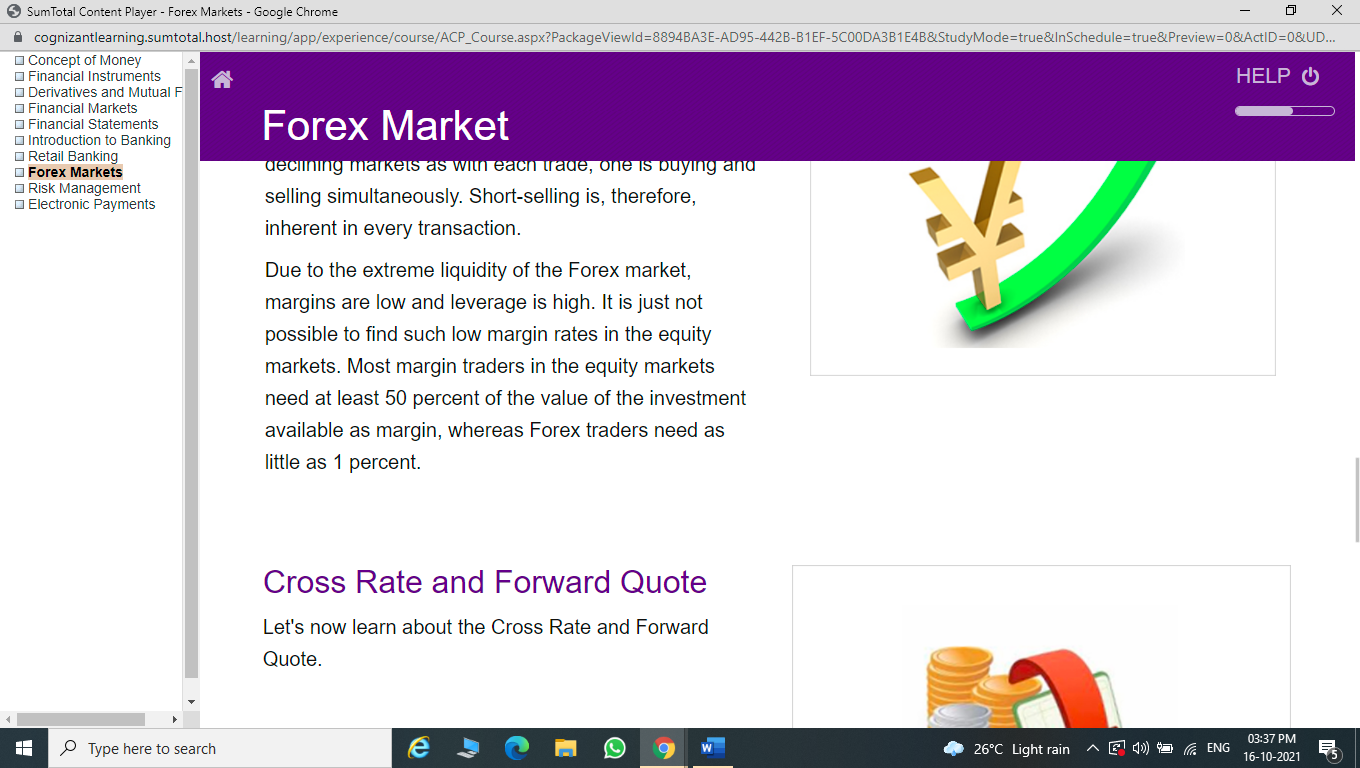 SumTotal Content Player - Forex Markets - Google Chrome
cognizantlearning.sumtotal.host/learning/app/experience/course/ACP_Course.aspx?PackageViewId=8894BA3E-AD95-442B-B1EF-5C00DA3B1E4B&StudyMode=true&InSchedule=true&Preview=0&ActID=0&UD...
Concept of Money
Financial Instruments
Derivatives and Mutual F
Financial Markets
Financial Statements
Introduction to Banking
Retail Banking
Forex Markets
Risk Management
Electronic Payments
HELP
Forex Market
declining markets as with each trade, one is buying and
selling simultaneously. Short-selling is, therefore,
inherent in every transaction.
Due to the extreme liquidity of the Forex market,
margins are low and leverage is high. It is just not
possible to find such low margin rates in the equity
markets. Most margin traders in the equity markets
need at least 50 percent of the value of the investment
available as margin, whereas Forex traders need as
little as 1 percent.
Cross Rate and Forward Quote
Let's now learn about the Cross Rate and Forward
Quote.
Type here to search
26°C Light rain
ENG
03:37 PM
16-10-2021
5